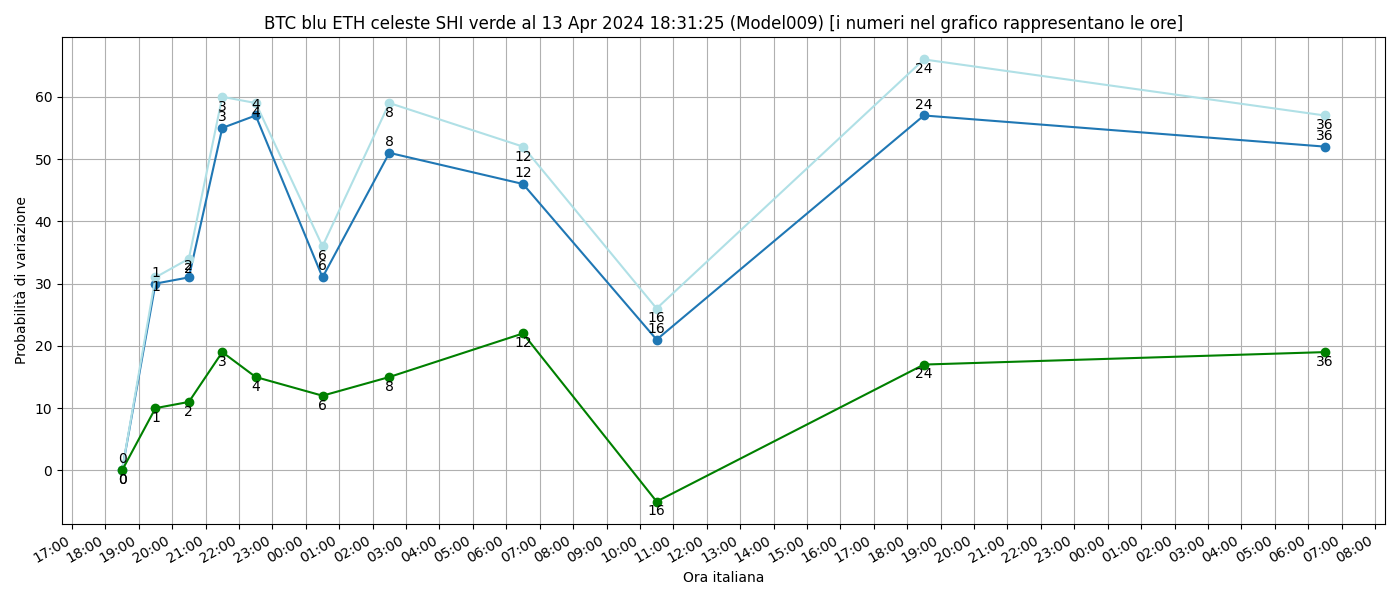 BTC blu ETH celeste SHI verde al 13 Apr 2024 18:31:25 (Model009) [i numeri nel grafico rappresentano le ore]
Probabilità di variazione
60
50
40
30
20
10
0
0 1 2 3 4 6 8 12 16 24 36
0 1 2 3 4 6 8 12 16 24 36
0 1 2 3 4 6 8 12 16 24 36
17:00 18:00 19:00 20:00 21:00 22:00 23:00 00:00 01:00 02:00 03:00 04:00 05:00 06:00 07:00 08:00 09:00 10:00 11:00 12:00 13:00 14:00 15:00 16:00 17:00 18:00 19:00 20:00 21:00 22:00 23:00 00:00 01:00 02:00 03:00 04:00 05:00 06:00 07:00 08:00
Ora italiana